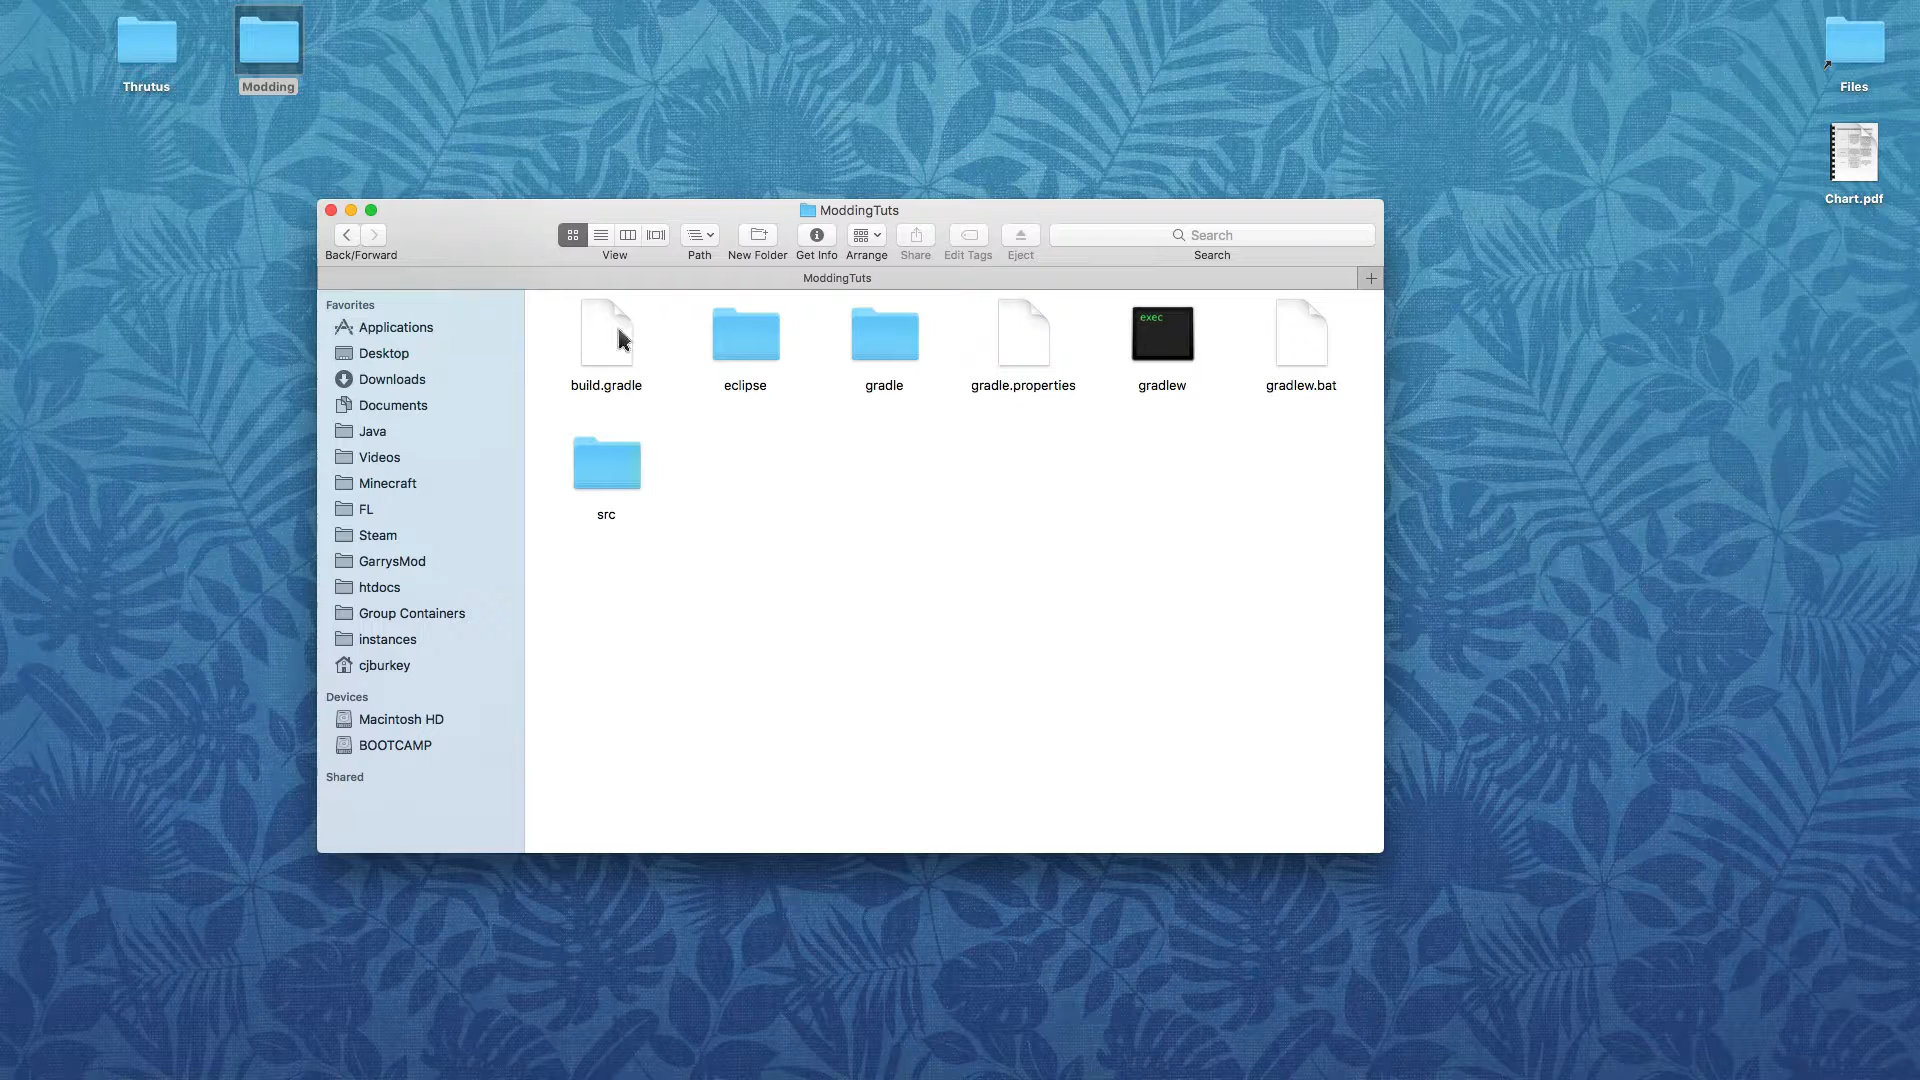 Thrutus
Modding
Files
Chart.pdf
ModdingTuts
Search
Back/Forward
View
Path
New Folder
Get Info
Arrange
Share
Edit Tags
Eject
Search
ModdingTuts
Favorites
Applications
Desktop
Downloads
Documents
Java
Videos
Minecraft
FL
Steam
GarrysMod
htdocs
Group Containers
instances
cjburkey
Devices
Macintosh HD
BOOTCAMP
Shared
exec
build.gradle
eclipse
gradle
gradle.properties
gradlew
gradlew.bat
src